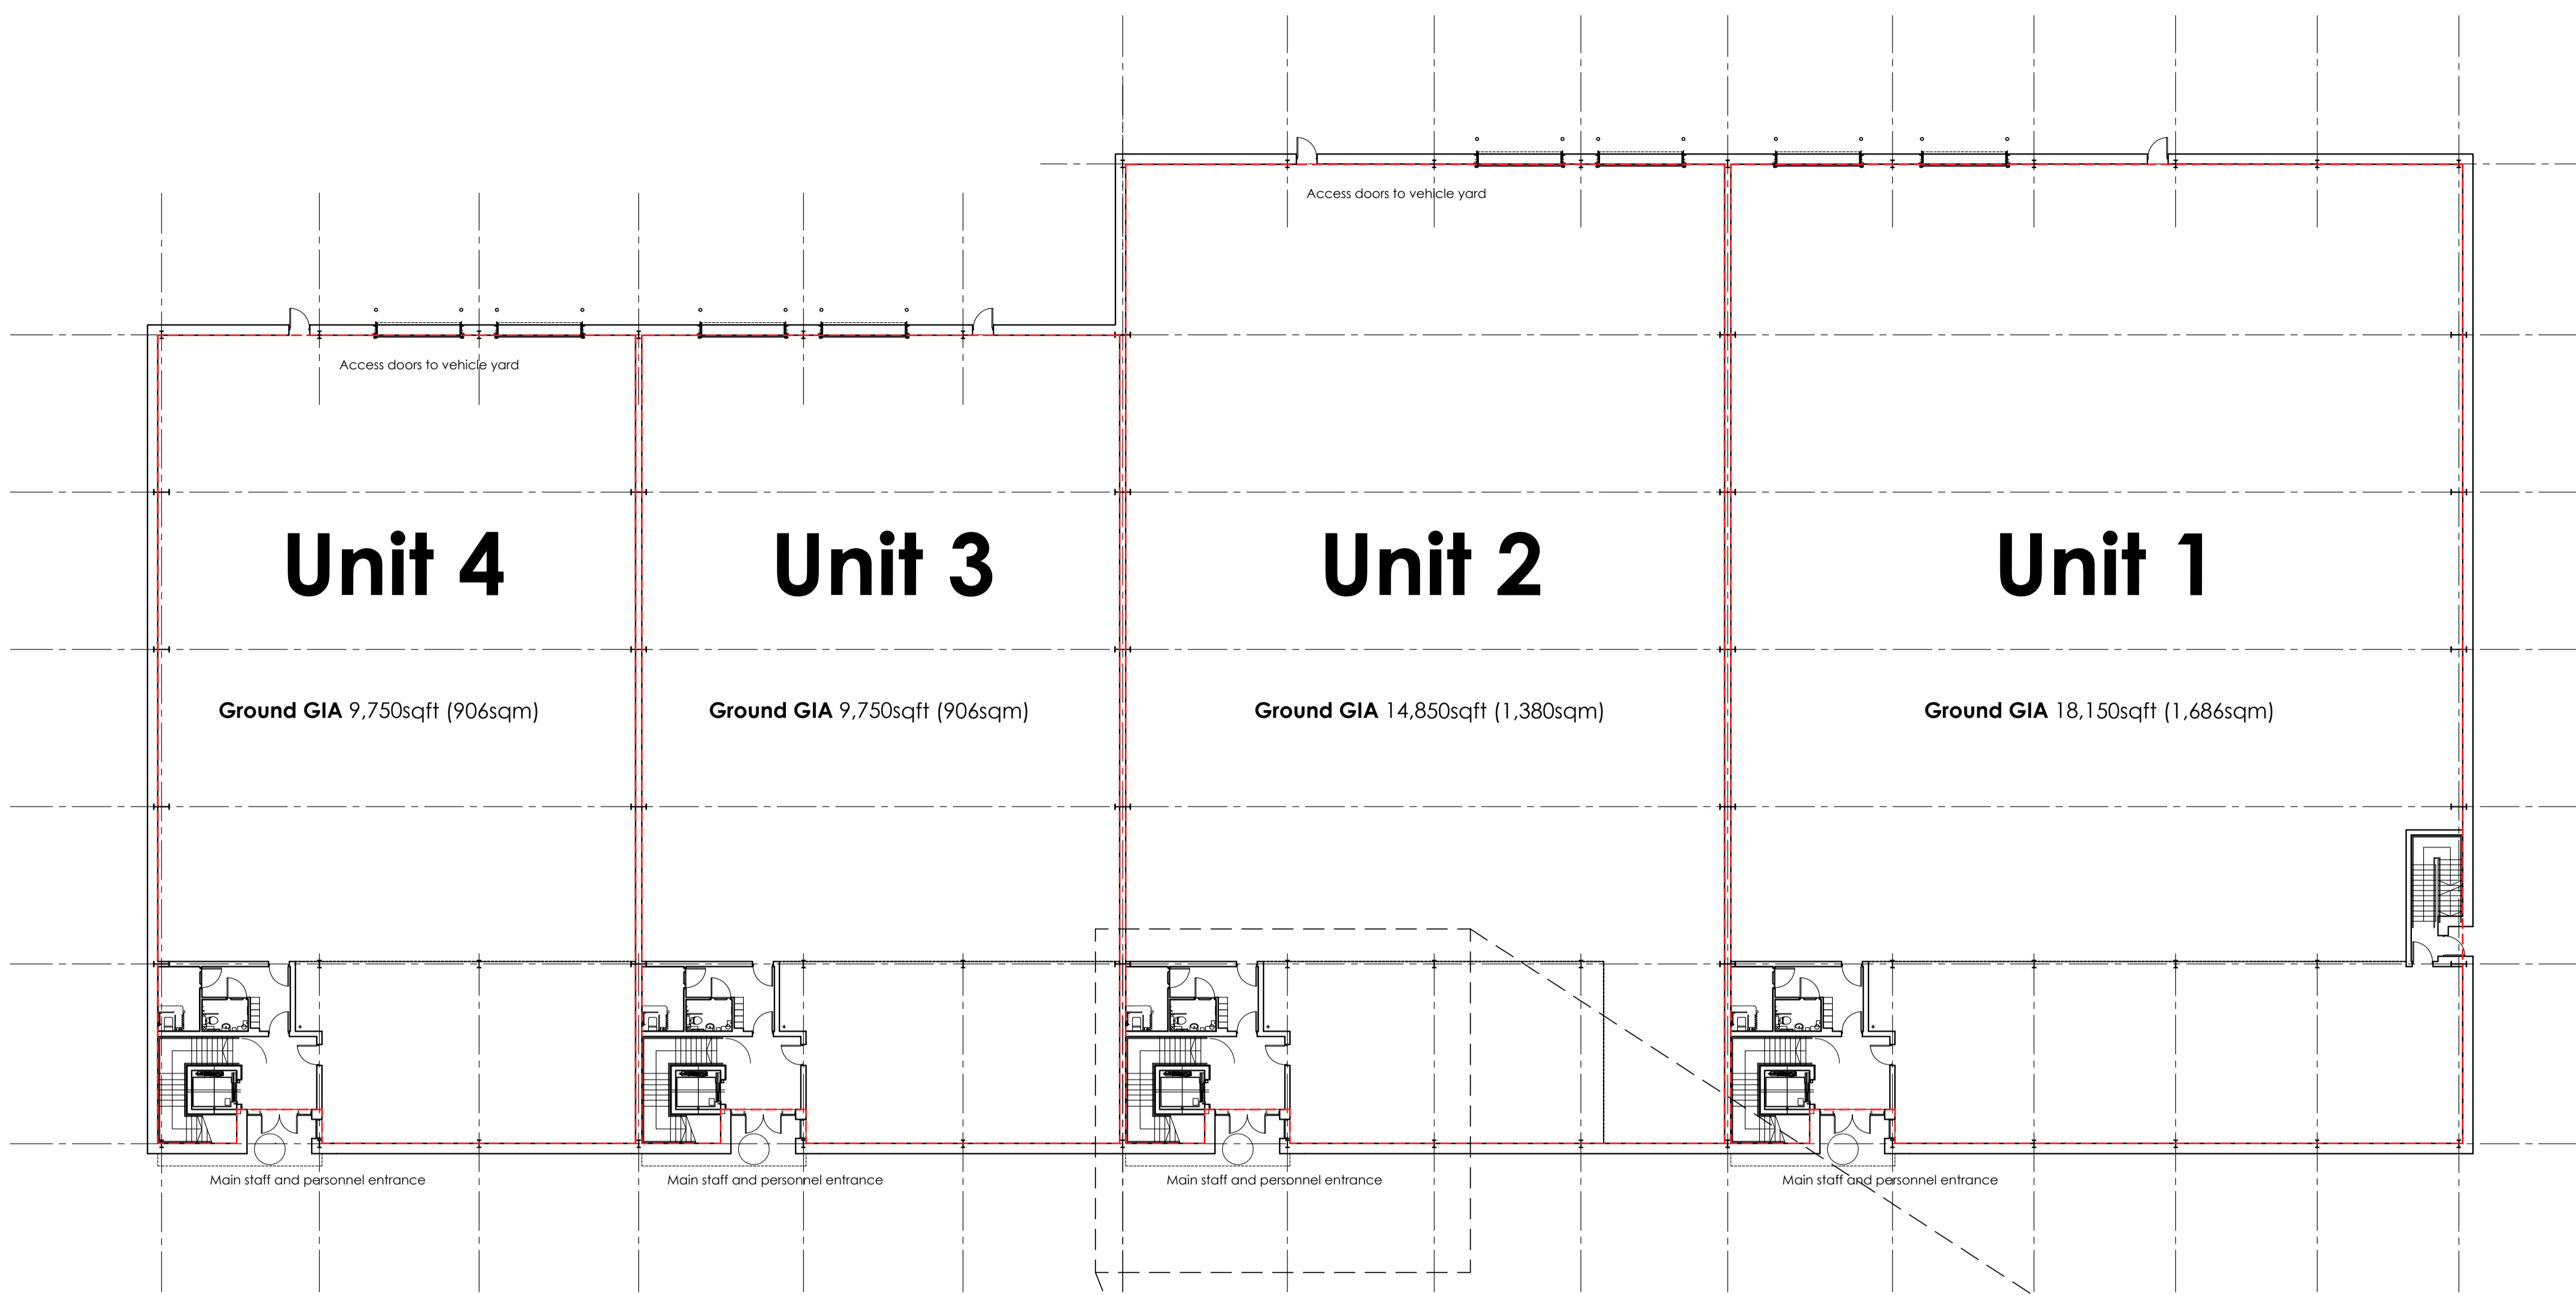 Access doors to vehicle yard
Access doors to vehicle yard
Unit 4
Unit 3
Unit 2
Unit 1
Ground GIA 9,750sqft (906sqm)
Ground GIA 9,750sqft (906sqm)
Ground GIA 14,850sqft (1,380sqm)
Ground GIA 18,150sqft (1,686sqm)
Main staff and personnel entrance
Main staff and personnel entrance
Main staff and personnel entrance
Main staff and personnel entrance